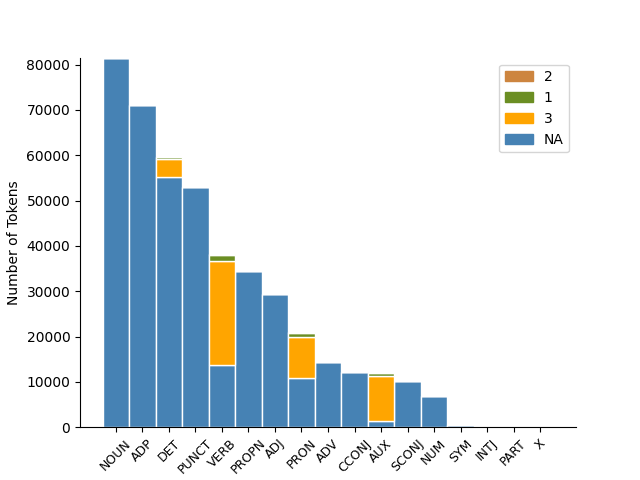 2
1
3
NA
Number of Tokens
80000
70000
60000
50000
40000
30000
20000
10000
0
NOUN
ADP
DET
PUNCT
VERB
PROPN
ADJ
PRON
ADV
CCONJ
AUX
SCONJ
NUM
SYM
INTJ
PART
X